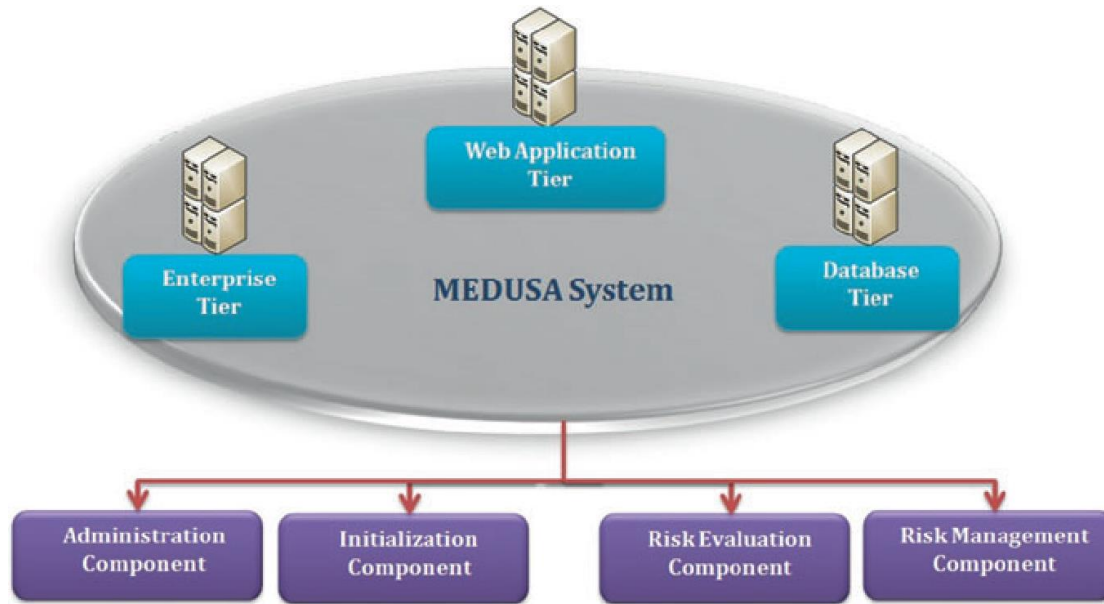 Web Application
Tier
Enterprise
Tier
Database
Tier
MEDUSA System
Administration
Component
Initialization
Component
Risk Evaluation
Component
Risk Management
Component